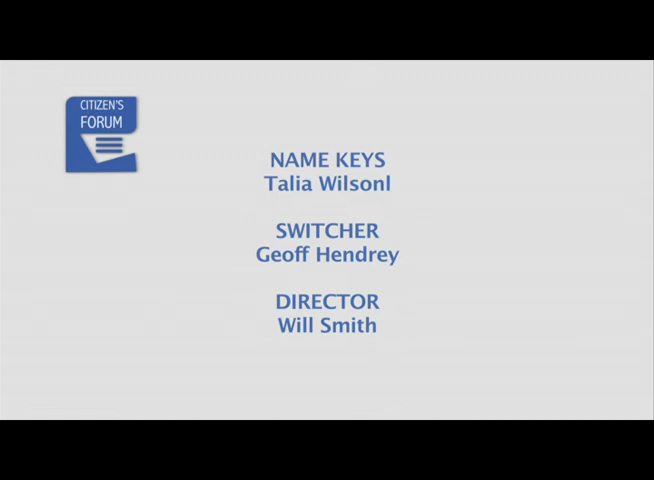 CITIZEN'S
FORUM
NAME KEYS
Talia Wilsonl
SWITCHER
Geoff Hendrey
DIRECTOR
Will Smith